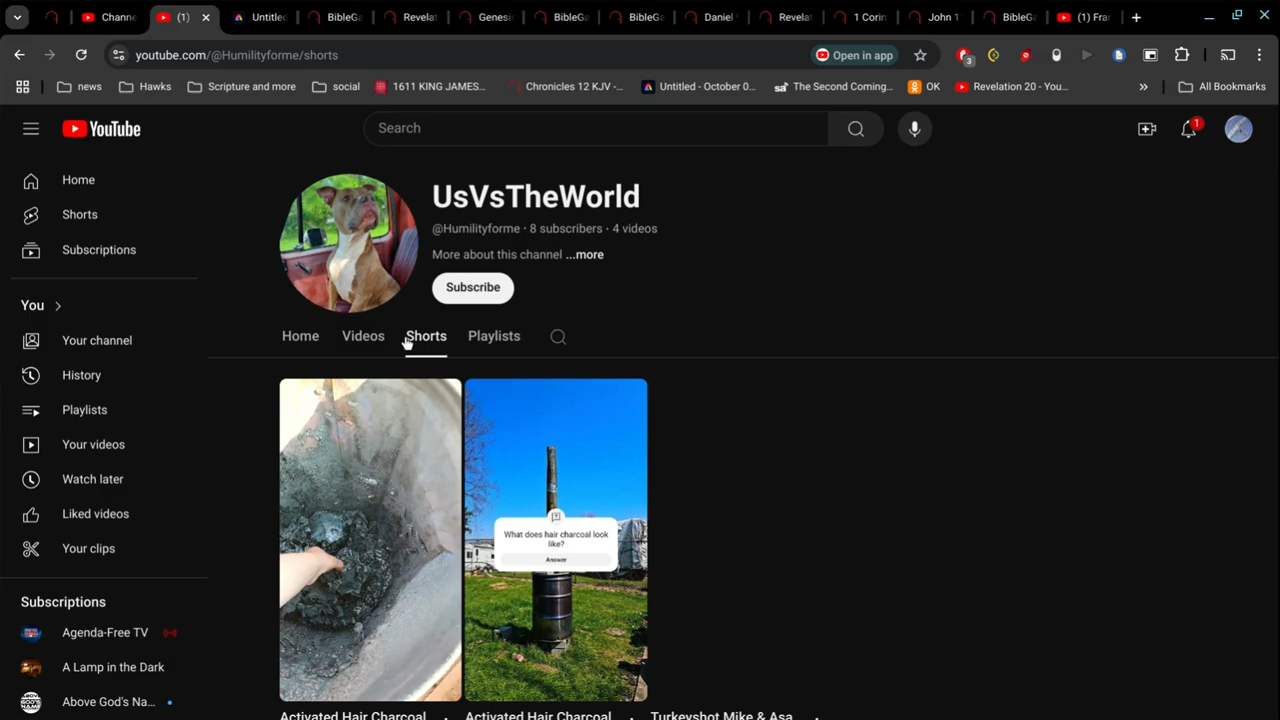 Channe
(1)
Untitled
BibleGa
Revelat
Genesi
BibleGa
BibleGa
Daniel
Revelat
1 Corin
John 1
BibleGa
(1) Fra
youtube.com/@Humilityforme/shorts
Open in app
3
news
Hawks
Scripture and more
social
1611 KING JAMES...
Chronicles 12 KJV -...
Untitled - October 0...
The Second Coming...
OK
Revelation 20 - You...
All Bookmarks
YouTube
Search
1
Home
Shorts
Subscriptions
You
Your channel
History
Playlists
Your videos
Watch later
Liked videos
Your clips
Subscriptions
Agenda-Free TV
A Lamp in the Dark
Above God's Na...
UsVsTheWorld
@Humilityforme · 8 subscribers · 4 videos
More about this channel ...more
Subscribe
Home
Videos
Shorts
Playlists
What does hair charcoal look
like?
Answer
Activated Hair Charcoal
Activated Hair Charcoal
Turkeyshot Mike & Asa